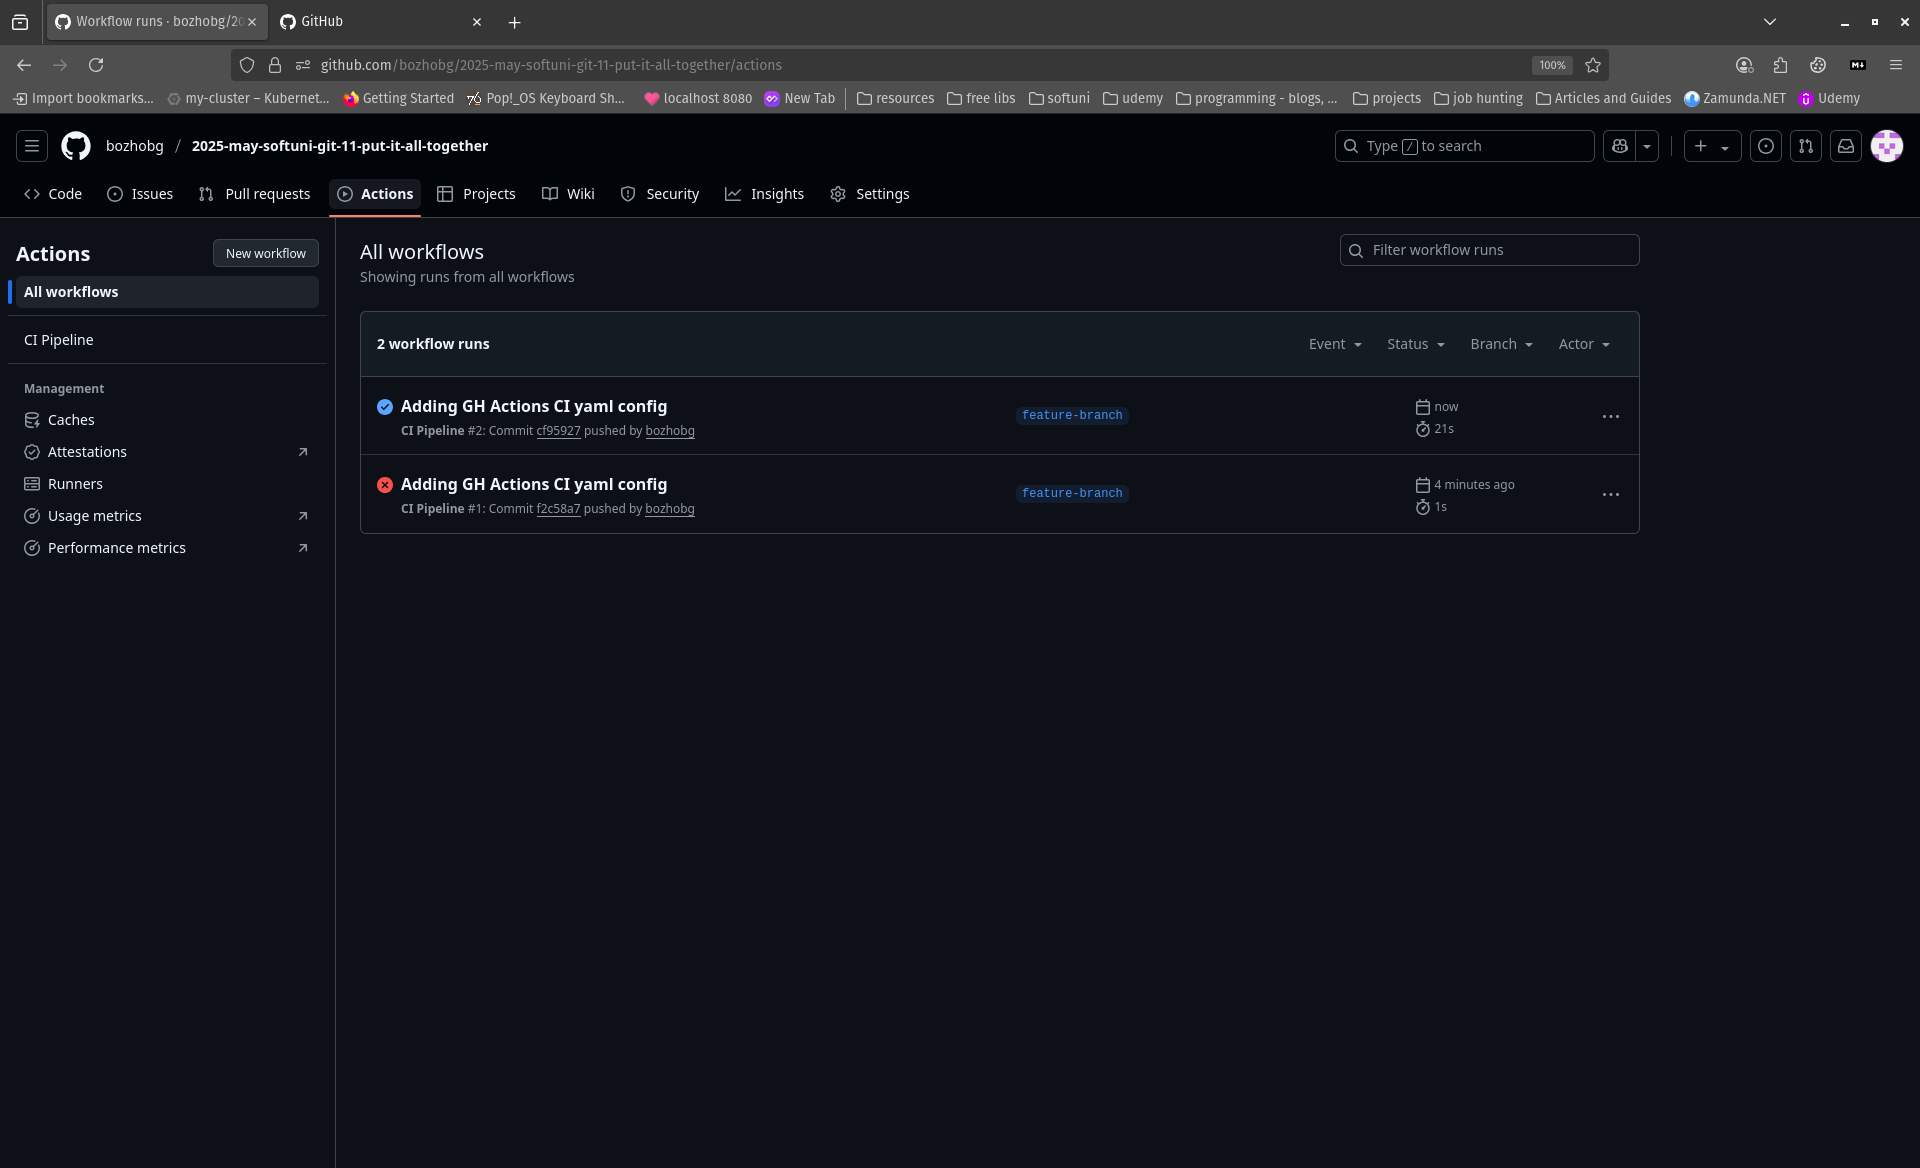 Workflow runs · bozhobg/20
GitHub
github.com/bozhobg/2025-may-softuni-git-11-put-it-all-together/actions
100%
Import bookmarks...
my-cluster – Kubernet...
Getting Started
Pop!_OS Keyboard Sh...
localhost 8080
New Tab
resources
free libs
softuni
udemy
programming - blogs, ...
projects
job hunting
Articles and Guides
Zamunda.NET
Udemy
bozhobg / 2025-may-softuni-git-11-put-it-all-together
Type / to search
Code
Issues
Pull requests
Actions
Projects
Wiki
Security
Insights
Settings
Actions
New workflow
All workflows
CI Pipeline
Management
Caches
Attestations
Runners
Usage metrics
Performance metrics
All workflows
Showing runs from all workflows
Filter workflow runs
2 workflow runs
Event
Status
Branch
Actor
Adding GH Actions CI yaml config
CI Pipeline #2: Commit cf95927 pushed by bozhobg
feature-branch
now
21s
Adding GH Actions CI yaml config
CI Pipeline #1: Commit f2c58a7 pushed by bozhobg
feature-branch
4 minutes ago
1s